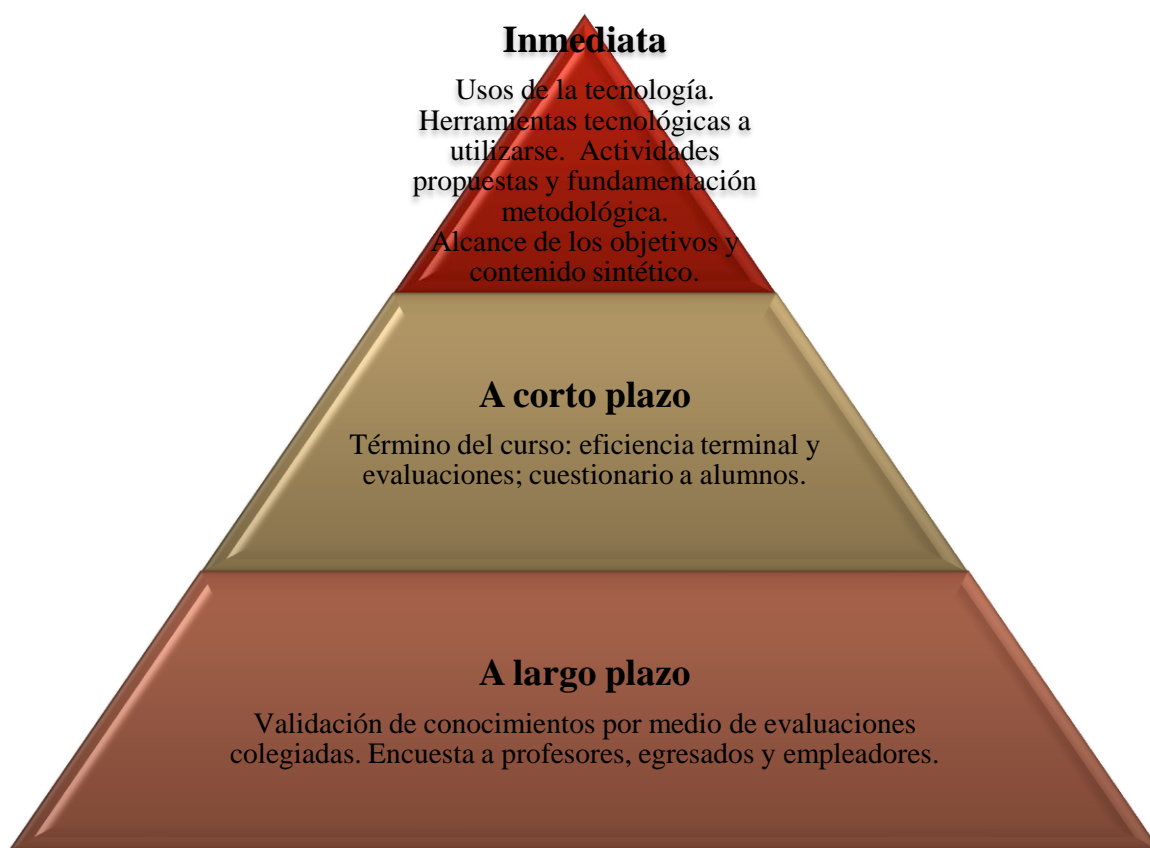 Inmediata
Usos de la tecnología.
Herramientas tecnológicas a
utilizarse.  Actividades
propuestas y fundamentación
metodológica.
Alcance de los objetivos y
contenido sintético.
A corto plazo
Término del curso: eficiencia terminal y
evaluaciones; cuestionario a alumnos.
A largo plazo
Validación de conocimientos por medio de evaluaciones
colegiadas. Encuesta a profesores, egresados y empleadores.